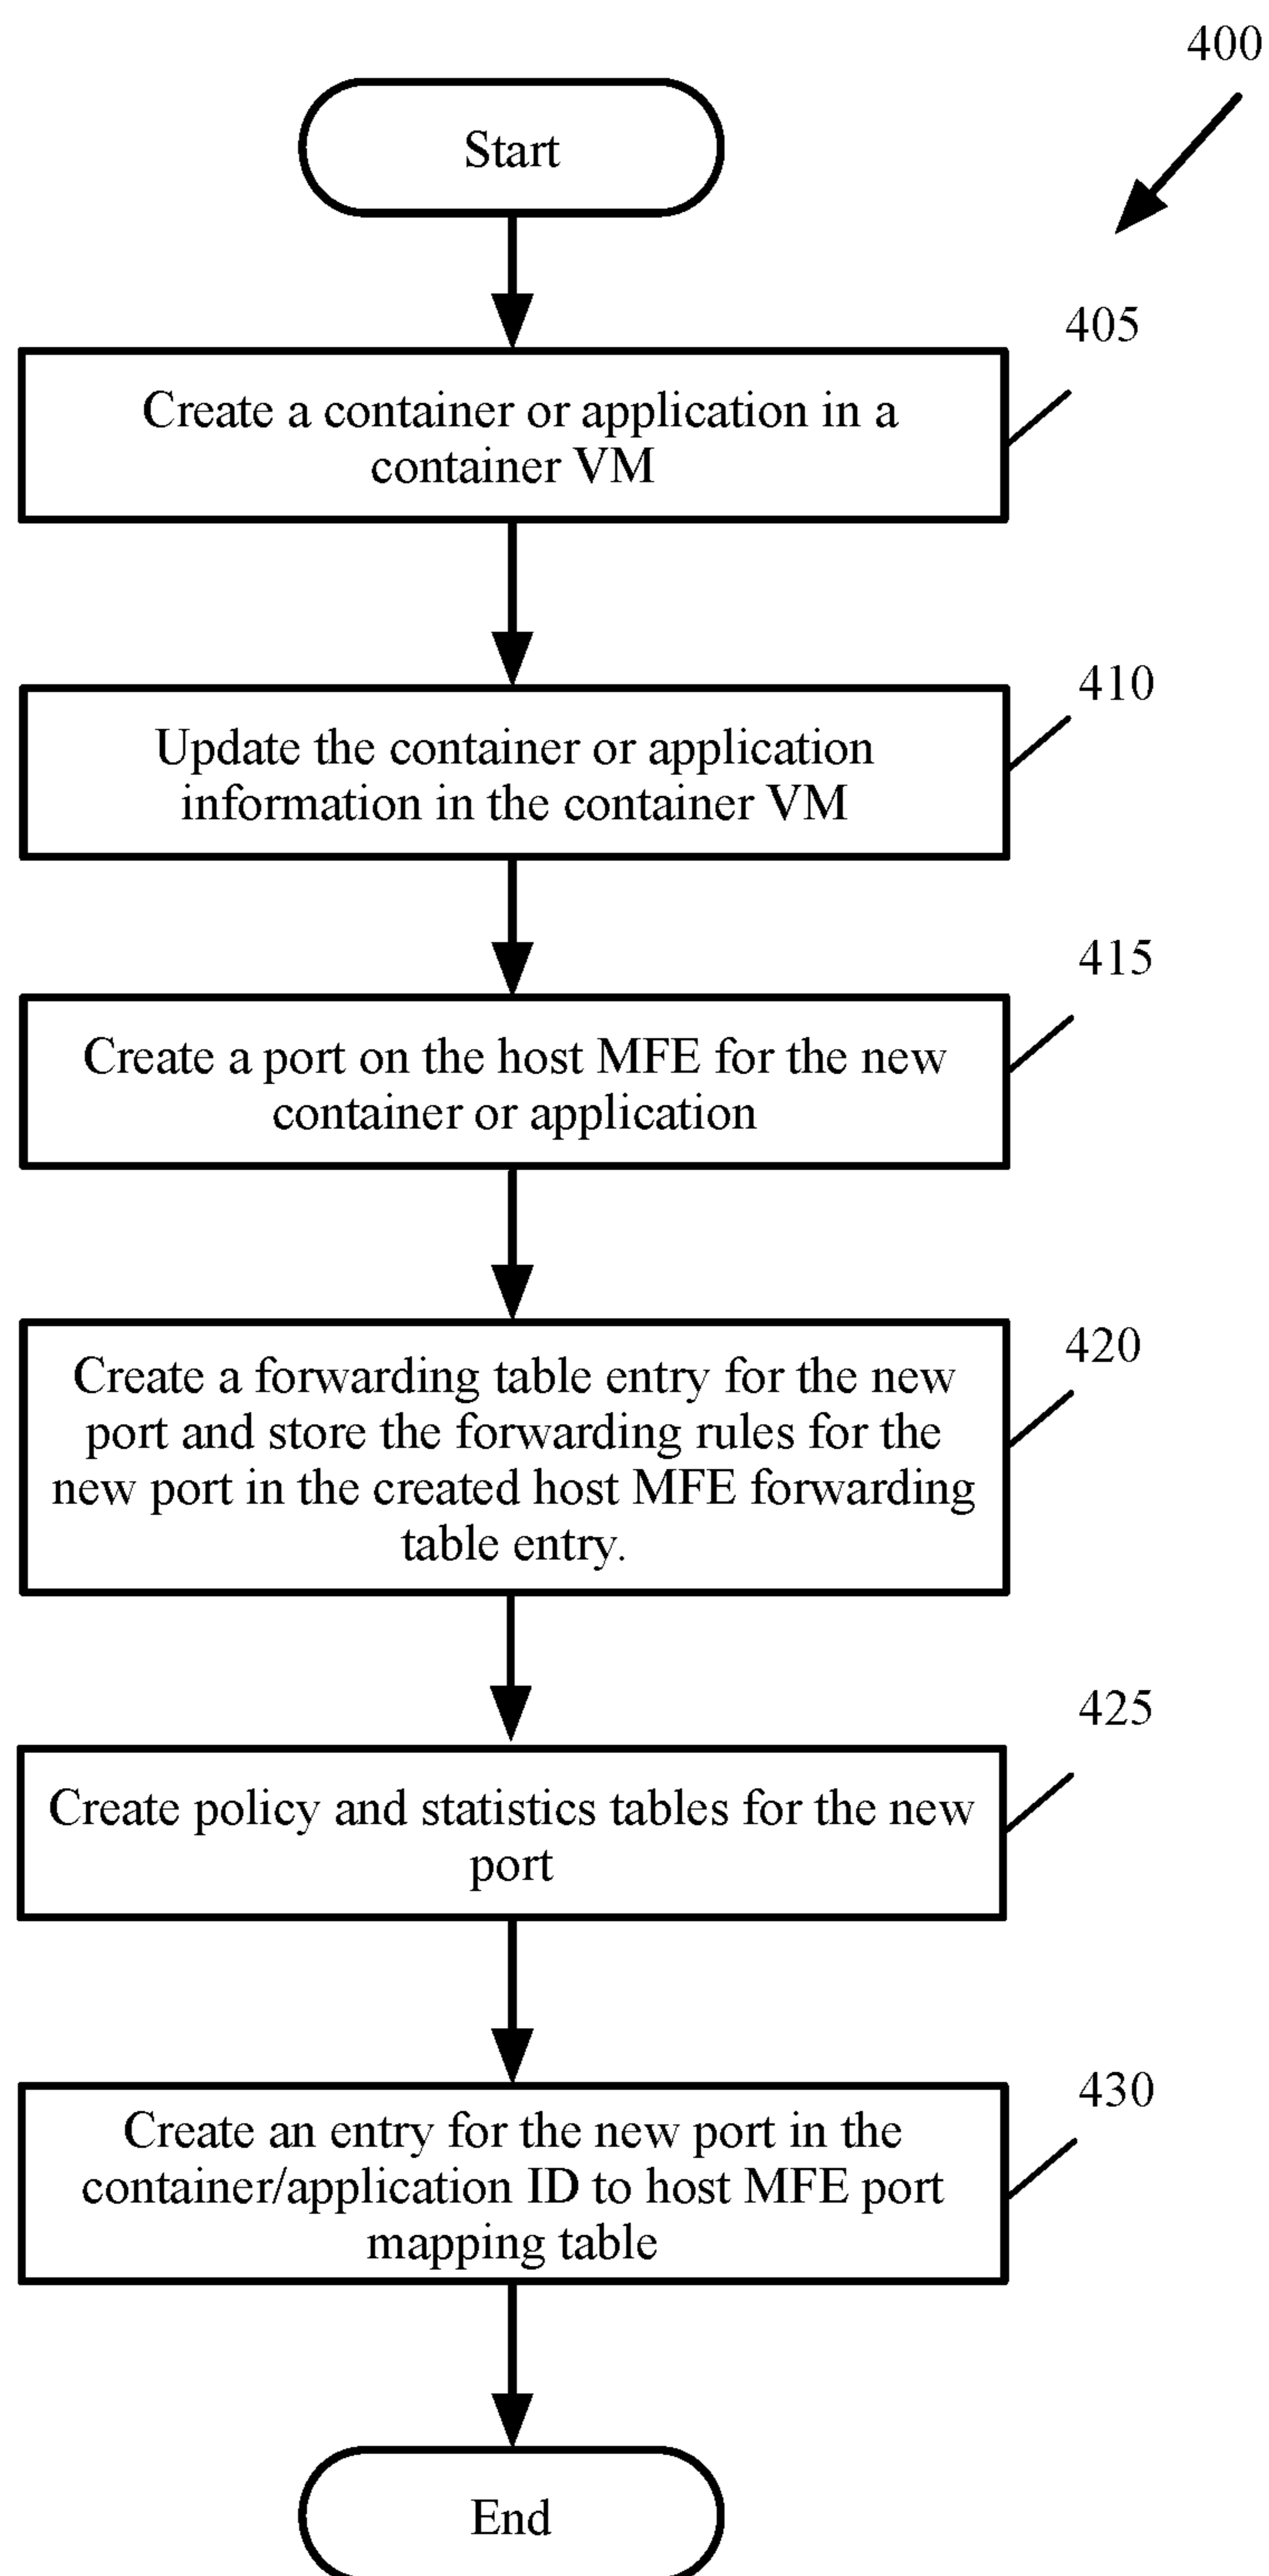 400
Start
405
Create a container or application in a
container VM
410
Update the container or application
information in the container VM
415
Create a port on the host MFE for the new
container or application
420
Create a forwarding table entry for the new
port and store the forwarding rules for the
new port in the created host MFE forwarding
table entry.
425
Create policy and statistics tables for the new
port
430
Create an entry for the new port in the
container/application ID to host MFE port
mapping table
End